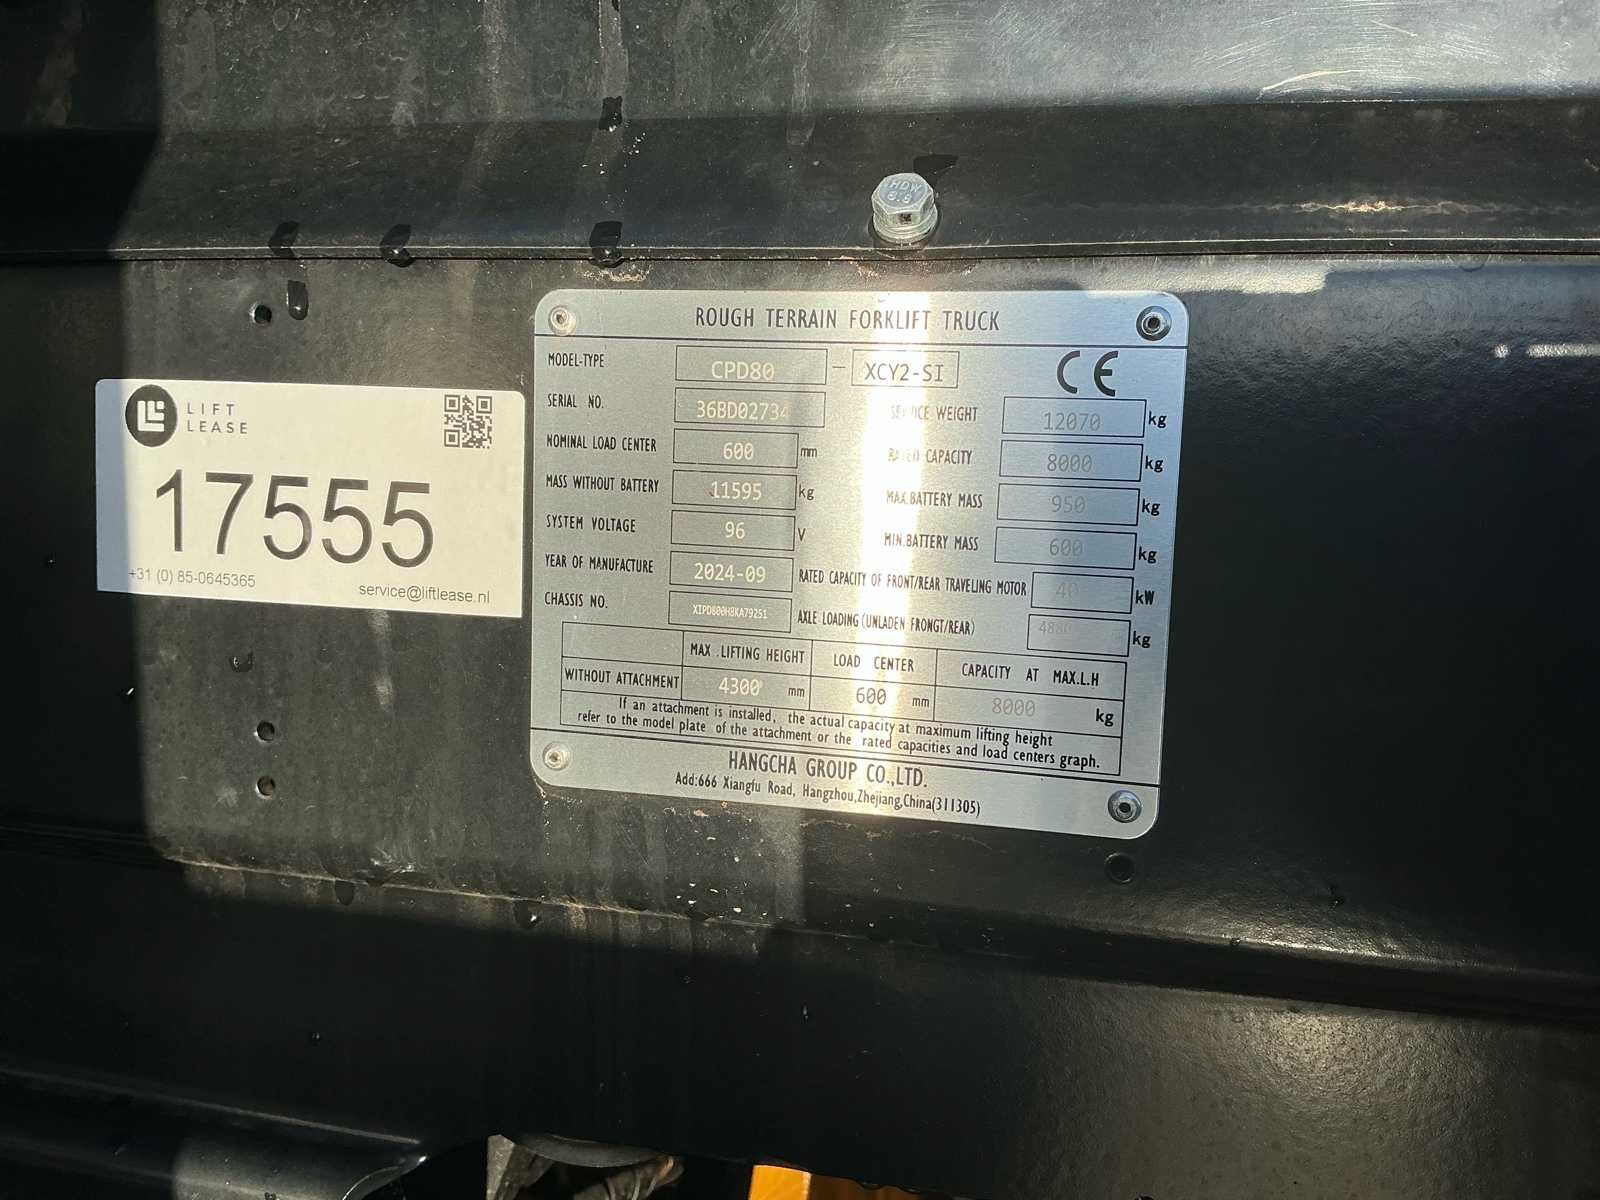 HDW
8.8
ROUGH TERRAIN FORKLIFT TRUCK
MODEL-TYPE CPD80 - XCY2-SI CE
SERIAL NO. 36BD02734 SERVICE WEIGHT 12070 kg
NOMINAL LOAD CENTER 600 mm RATED CAPACITY 8000 kg
MASS WITHOUT BATTERY 11595 kg MAX.BATTERY MASS 950 kg
SYSTEM VOLTAGE 96 V MIN.BATTERY MASS 600 kg
YEAR OF MANUFACTURE 2024-09 RATED CAPACITY OF FRONT/REAR TRAVELING MOTOR 40 kW
CHASSIS NO. AXLE LOADING (UNLADEN FRONGT/REAR) kg
MAX .LIFTING HEIGHT LOAD CENTER CAPACITY AT MAX.L.H
WITHOUT ATTACHMENT 4300 mm 600 mm 8000 kg
If an attachment is installed, the actual capacity at maximum lifting height
refer to the model plate of the attachment or the rated capacities and load centers graph.
HANGCHA GROUP CO.,LTD.
Add:666 Xiangfu Road, Hangzhou,Zhejiang,China(311305)
LIFT
LEASE
17555
+31 (0) 85-0645365
service@liftlease.nl